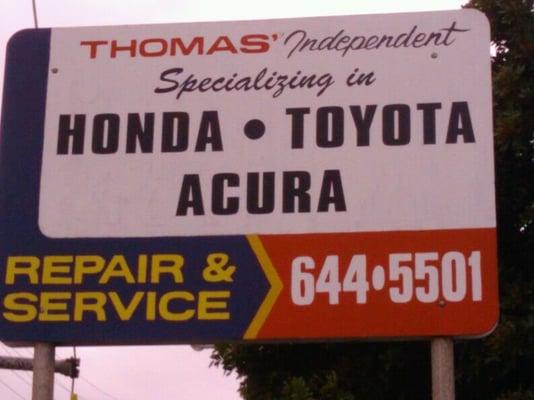 THOMAS' Independent
Specializing in
HONDA • TOYOTA
ACURA
REPAIR &
SERVICE
644•5501